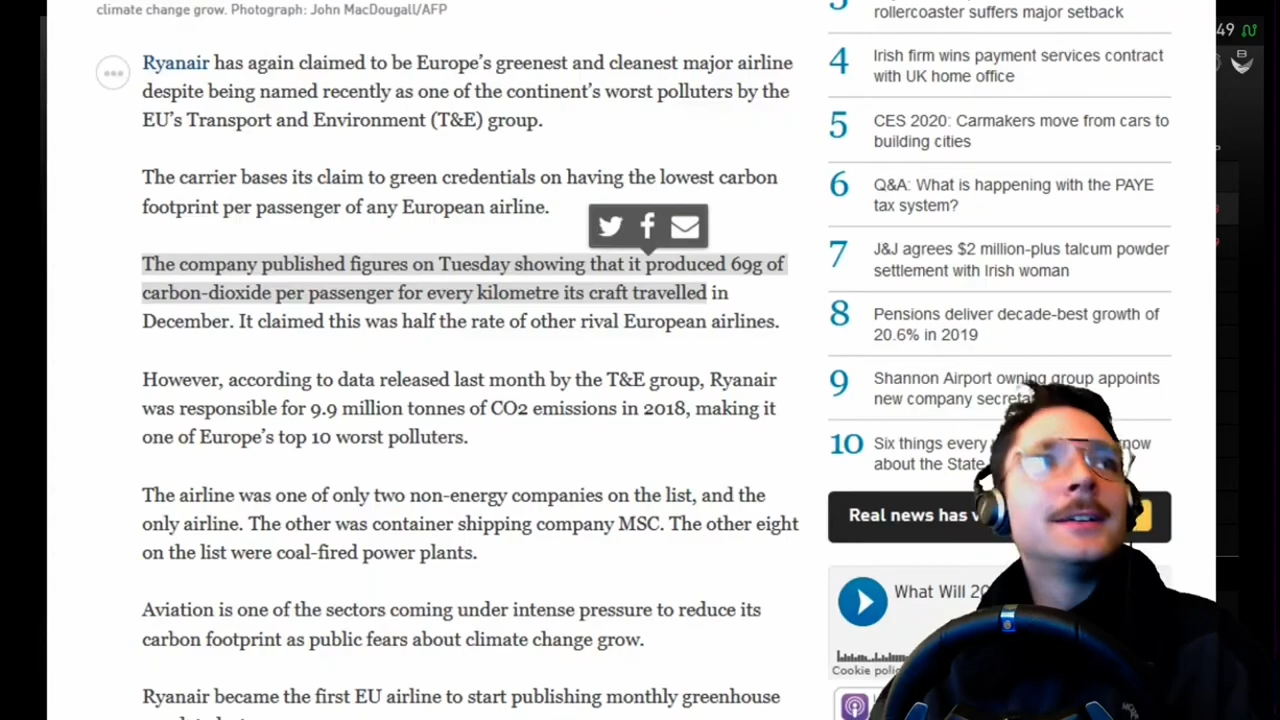 climate change grow. Photograph: John MacDougall/AFP
Ryanair has again claimed to be Europe’s greenest and cleanest major airline
despite being named recently as one of the continent’s worst polluters by the
EU’s Transport and Environment (T&E) group.
The carrier bases its claim to green credentials on having the lowest carbon
footprint per passenger of any European airline.
The company published figures on Tuesday showing that it produced 69g of
carbon-dioxide per passenger for every kilometre its craft travelled in
December. It claimed this was half the rate of other rival European airlines.
However, according to data released last month by the T&E group, Ryanair
was responsible for 9.9 million tonnes of CO2 emissions in 2018, making it
one of Europe’s top 10 worst polluters.
The airline was one of only two non-energy companies on the list, and the
only airline. The other was container shipping company MSC. The other eight
on the list were coal-fired power plants.
Aviation is one of the sectors coming under intense pressure to reduce its
carbon footprint as public fears about climate change grow.
Ryanair became the first EU airline to start publishing monthly greenhouse
rollercoaster suffers major setback
4 Irish firm wins payment services contract
with UK home office
5 CES 2020: Carmakers move from cars to
building cities
6 Q&A: What is happening with the PAYE
tax system?
7 J&J agrees $2 million-plus talcum powder
settlement with Irish woman
8 Pensions deliver decade-best growth of
20.6% in 2019
9 Shannon Airport owning group appoints
new company
10 Six things every
about the State
Real news has
What Will
Cookie
49